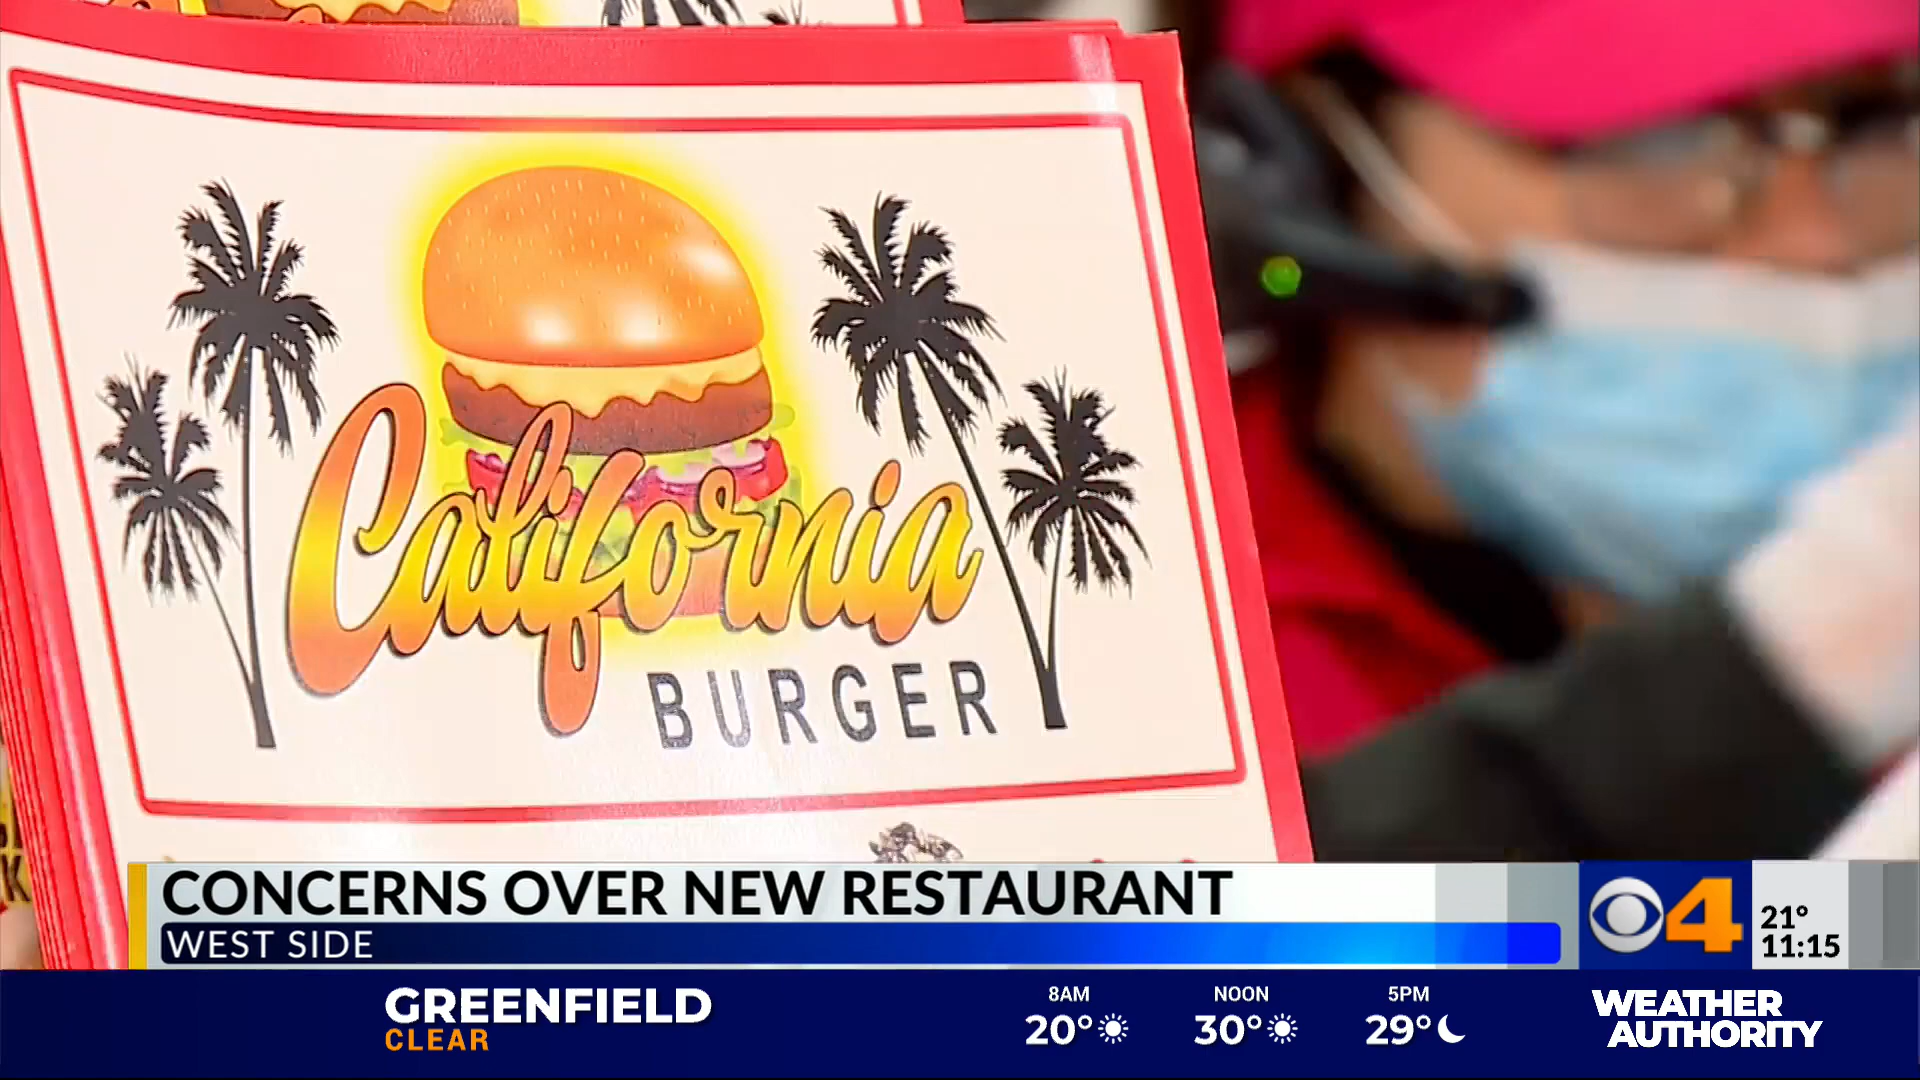 California
BURGER
CONCERNS OVER NEW RESTAURANT
WEST SIDE
4
21°
11:15
GREENFIELD
CLEAR
8AM
20°
NOON
30°
5PM
29°
WEATHER
AUTHORITY